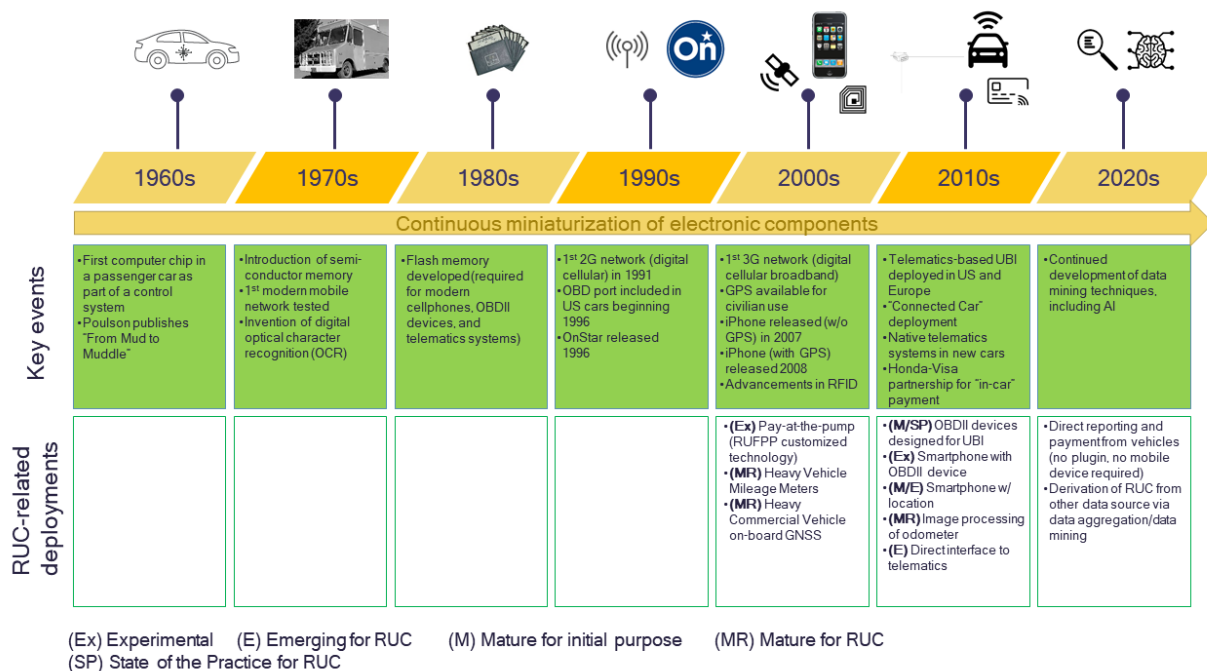 On
1960s
1970s
1980s
1990s
2000s
2010s
2020s
Continuous miniaturization of electronic components
Key events
•First computer chip in
a passenger car as
part of a control
system
•Poulson publishes
“From Mud to
Muddle”
•Introduction of semi-
conductor memory
•1st modern mobile
network tested
•Invention of digital
optical character
recognition (OCR)
•Flash memory
developed (required
for modern
cellphones, OBDII
devices, and
telematics systems)
•1st 2G network (digital
cellular) in 1991
•OBD port included in
US cars beginning
1996
•OnStar released
1996
•1st 3G network (digital
cellular broadband)
•GPS available for
civilian use
•iPhone released (w/o
GPS) in 2007
•iPhone (with GPS)
released 2008
•Advancements in RFID
•Telematics-based UBI
deployed in US and
Europe
•“Connected Car”
deployment
•Native telematics
systems in new cars
•Honda-Visa
partnership for “in-car”
payment
•Continued
development of data
mining techniques,
including AI
RUC-related
deployments
•(Ex) Pay-at-the-pump
(RUFPP customized
technology)
•(MR) Heavy Vehicle
Mileage Meters
•(MR) Heavy
Commercial Vehicle
on-board GNSS
•(M/SP) OBDII devices
designed for UBI
•(Ex) Smartphone with
OBDII device
•(M/E) Smartphone w/
location
•(MR) Image processing
of odometer
•(E) Direct interface to
telematics
•Direct reporting and
payment from vehicles
(no plugin, no mobile
device required)
•Derivation of RUC from
other data source via
data aggregation/data
mining
(Ex) Experimental (E) Emerging for RUC (M) Mature for initial purpose (MR) Mature for RUC
(SP) State of the Practice for RUC